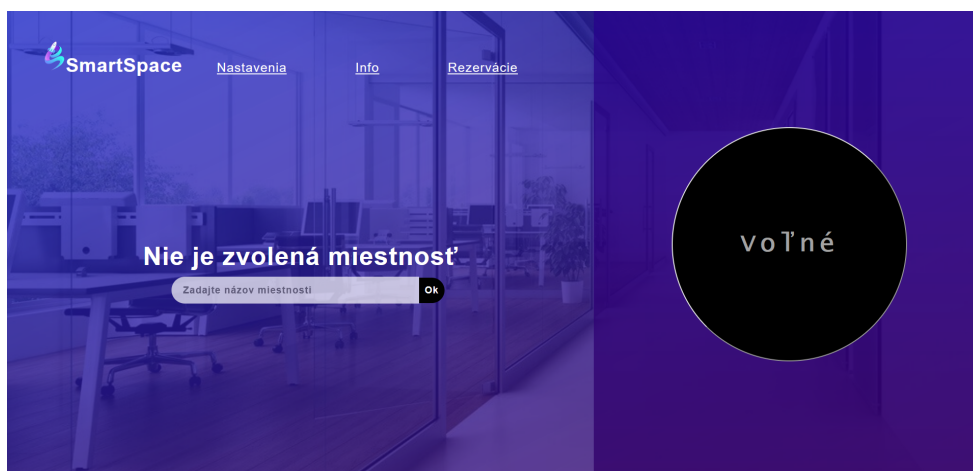 SmartSpace
Nastavenia
Info
Rezervácie
Nie je zvolená miestnosť
Zadajte názov miestnosti
Ok
voľné